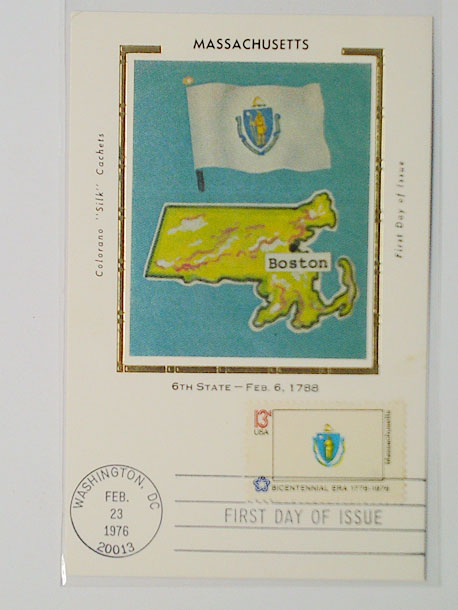 MASSACHUSETTS
Colorano "Silk" Cachets
First Day of Issue
Boston
6TH STATE — FEB. 6, 1788
13c
USA
Massachusetts
BICENTENNIAL ERA 1776-1976
WASHINGTON, DC
FEB.
23
1976
20013
FIRST DAY OF ISSUE